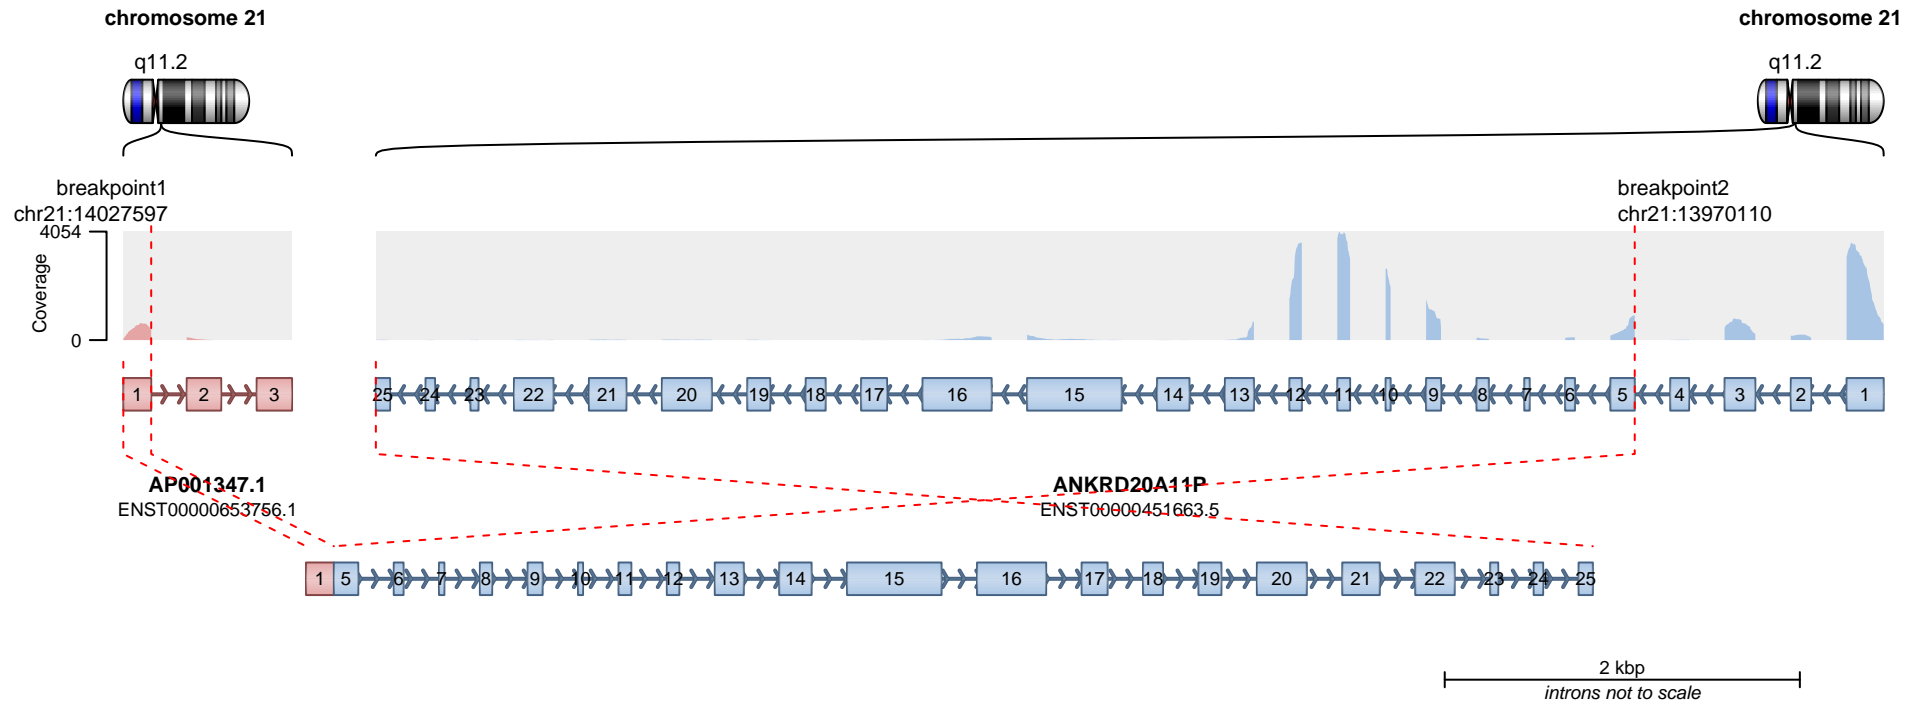 chromosome 21
chromosome 21
q11.2
q11.2
breakpoint1
chr21:14027597
breakpoint2
chr21:13970110
4054
Coverage
0
1 2 3
25 24 23 22 21 20 19 18 17 16 15 14 13 12 11 10 9 8 7 6 5 4 3 2 1
AP001347.1
ENST00000653756.1
ANKRD20A11P
ENST00000451663.5
1 5 6 7 8 9 10 11 12 13 14 15 16 17 18 19 20 21 22 23 24 25
2 kbp
introns not to scale